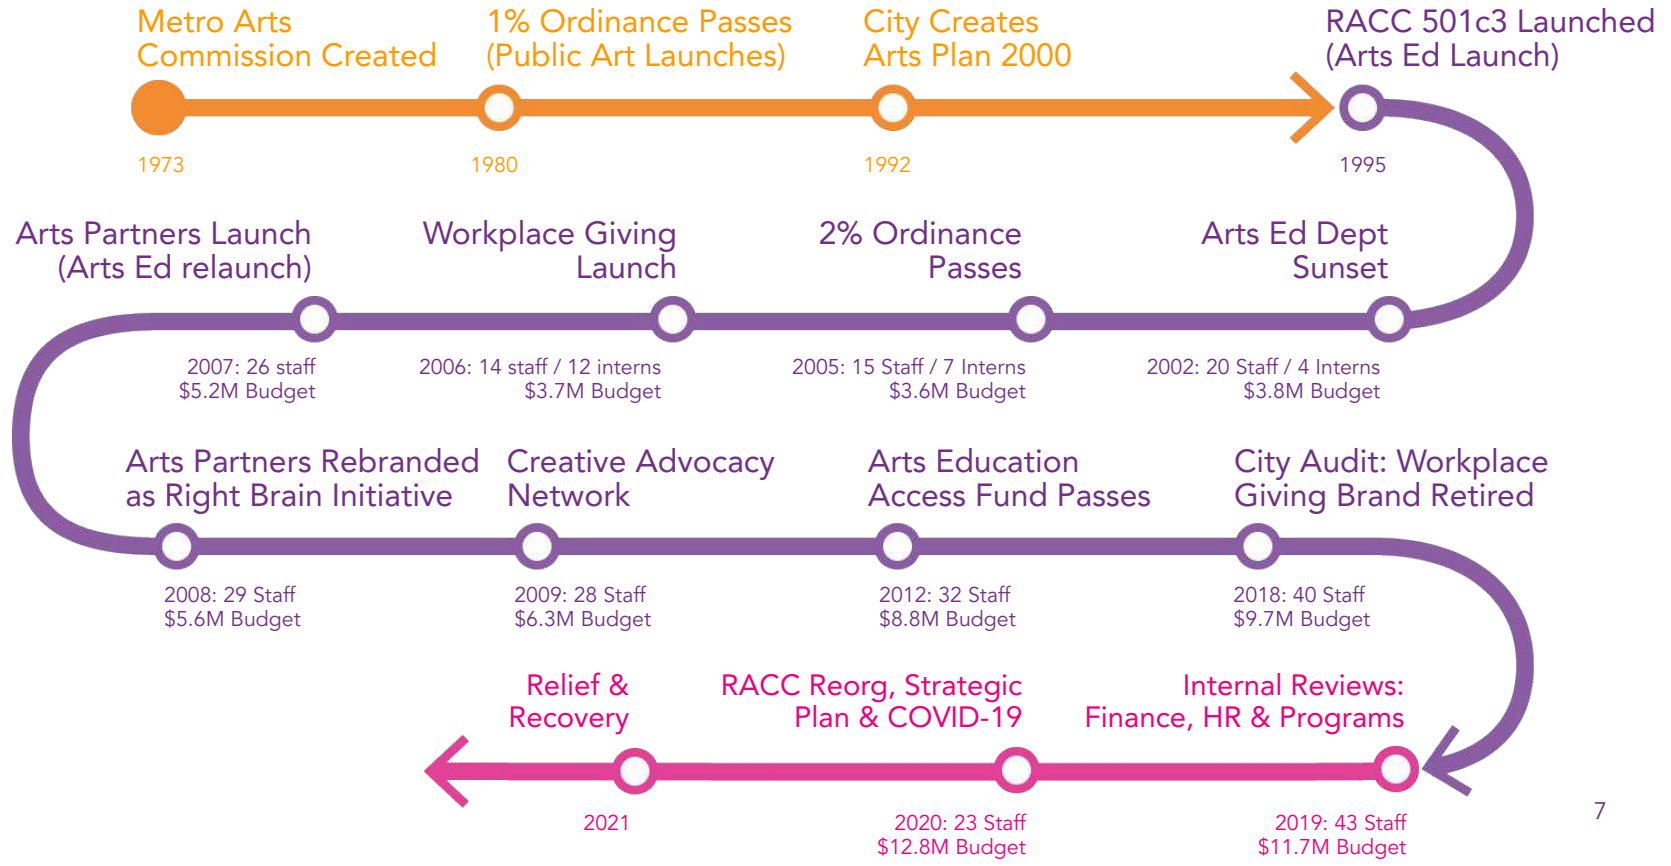 Metro Arts
Commission Created
1973
1% Ordinance Passes
(Public Art Launches)
1980
City Creates
Arts Plan 2000
1992
RACC 501c3 Launched
(Arts Ed Launch)
1995
Arts Ed Dept
Sunset
2002: 20 Staff / 4 Interns
$3.8M Budget
2% Ordinance
Passes
2005: 15 Staff / 7 Interns
$3.6M Budget
Workplace Giving
Launch
2006: 14 staff / 12 interns
$3.7M Budget
Arts Partners Launch
(Arts Ed relaunch)
2007: 26 staff
$5.2M Budget
Arts Partners Rebranded
as Right Brain Initiative
2008: 29 Staff
$5.6M Budget
Creative Advocacy
Network
2009: 28 Staff
$6.3M Budget
Arts Education
Access Fund Passes
2012: 32 Staff
$8.8M Budget
City Audit: Workplace
Giving Brand Retired
2018: 40 Staff
$9.7M Budget
Internal Reviews:
Finance, HR & Programs
2019: 43 Staff
$11.7M Budget
RACC Reorg, Strategic
Plan & COVID-19
2020: 23 Staff
$12.8M Budget
Relief &
Recovery
2021
7